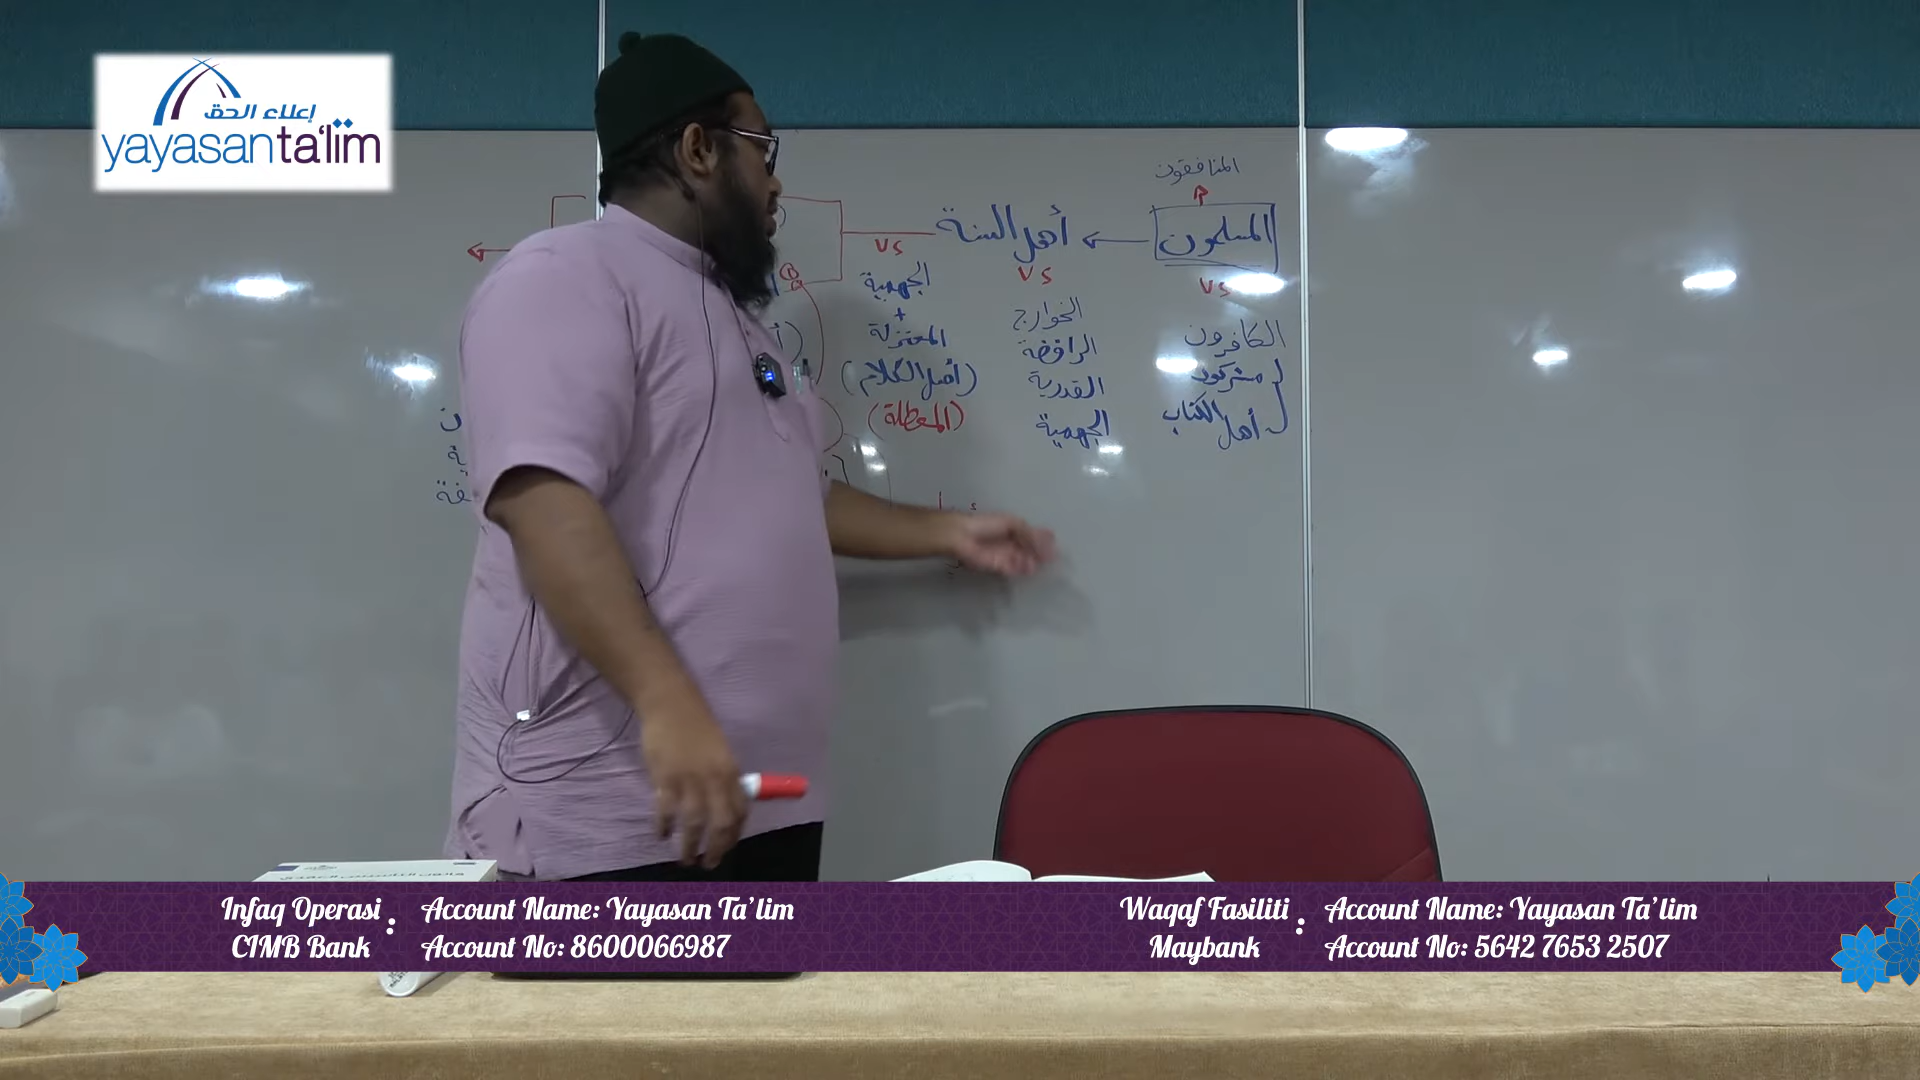 إعلاء الحق
yayasanta'lim
المنافقون
المسلمون
أهل السنة
vs
vs
vs
الكافرون
مشركون
أهل الكتاب
الخوارج
الرافضة
القدرية
الجهمية
الجهمية
+
المعتزلة
(أهل الكلام)
(المعطلة)
Infaq Operasi : Account Name: Yayasan Ta'lim
CIMB Bank Account No: 8600066987
Waqaf Fasiliti : Account Name: Yayasan Ta'lim
Maybank Account No: 5642 7653 2507